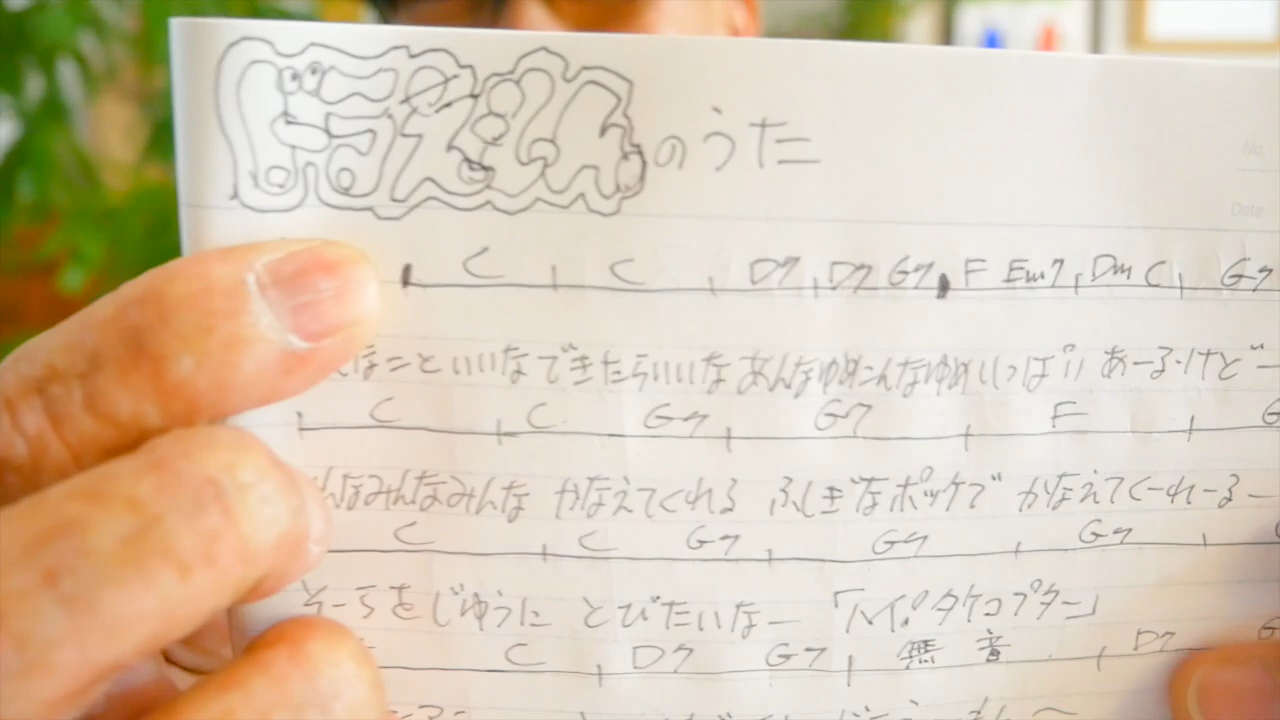 ドラえもんのうた
No.
Date
C C D7 D7 G7 F Em7 Dm C G7
なこといいなできたらいいな あんなゆめこんなゆめいっぱい あーるけどー
C C G7 G7 F G
んなみんなみんな かなえてくれる ふしぎなポッケで かなえてくーれーるー
C C G7 G7 G7
そーらをじゆうに とびたいなー 「ハイ!タケコプター」
C D7 G7 無音 D7 G